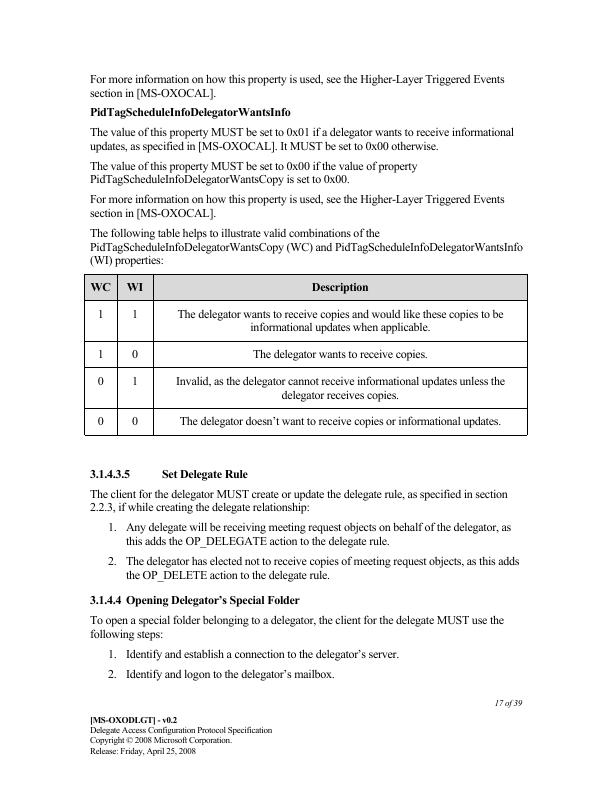 For more information on how this property is used, see the Higher-Layer Triggered Events
section in [MS-OXOCAL].
PidTagScheduleInfoDelegatorWantsInfo
The value of this property MUST be set to 0x01 if a delegator wants to receive informational
updates, as specified in [MS-OXOCAL]. It MUST be set to 0x00 otherwise.
The value of this property MUST be set to 0x00 if the value of property
PidTagScheduleInfoDelegatorWantsCopy is set to 0x00.
For more information on how this property is used, see the Higher-Layer Triggered Events
section in [MS-OXOCAL].
The following table helps to illustrate valid combinations of the
PidTagScheduleInfoDelegatorWantsCopy (WC) and PidTagScheduleInfoDelegatorWantsInfo
(WI) properties:
WC WI Description
1 1 The delegator wants to receive copies and would like these copies to be
informational updates when applicable.
1 0 The delegator wants to receive copies.
0 1 Invalid, as the delegator cannot receive informational updates unless the
delegator receives copies.
0 0 The delegator doesn't want to receive copies or informational updates.
3.1.4.3.5 Set Delegate Rule
The client for the delegator MUST create or update the delegate rule, as specified in section
2.2.3, if while creating the delegate relationship:
1. Any delegate will be receiving meeting request objects on behalf of the delegator, as
this adds the OP_DELEGATE action to the delegate rule.
2. The delegator has elected not to receive copies of meeting request objects, as this adds
the OP_DELETE action to the delegate rule.
3.1.4.4 Opening Delegator's Special Folder
To open a special folder belonging to a delegator, the client for the delegate MUST use the
following steps:
1. Identify and establish a connection to the delegator's server.
2. Identify and logon to the delegator's mailbox.
17 of 39
[MS-OXODLGT] - v0.2
Delegate Access Configuration Protocol Specification
Copyright © 2008 Microsoft Corporation.
Release: Friday, April 25, 2008